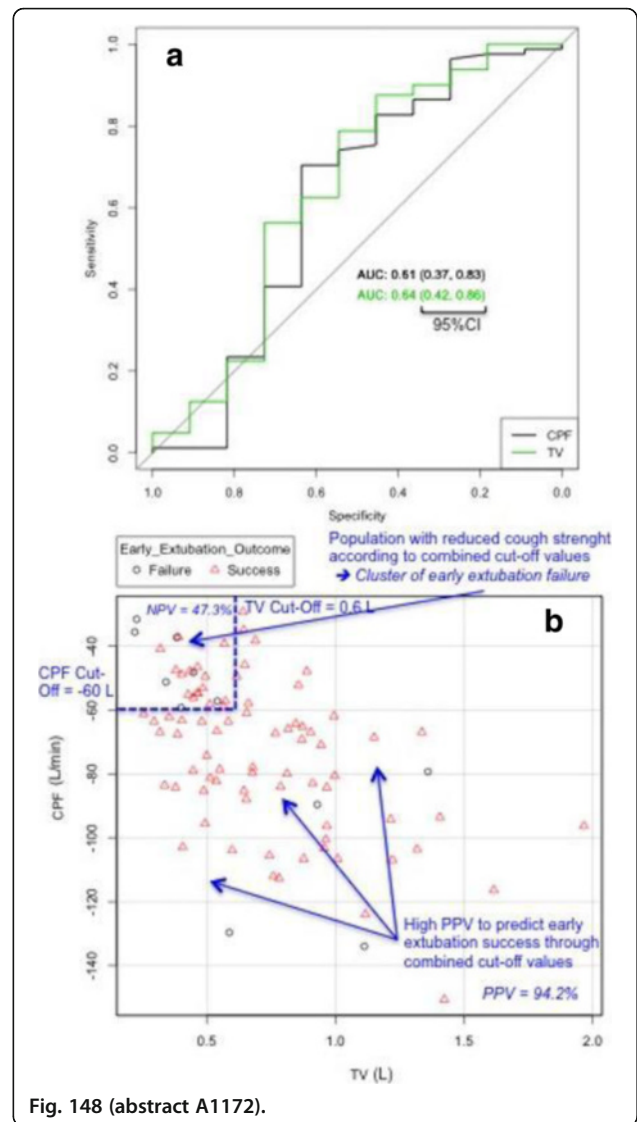 a
1.0
0.8
0.6
0.4
0.2
0.0
Sensitivity
AUC: 0.61 (0.37, 0.83)
AUC: 0.64 (0.42, 0.86)
95%CI
CPF
TV
1.0 0.8 0.6 0.4 0.2 0.0
Specificity
Early_Extubation_Outcome
Failure Success
Population with reduced cough strenght
according to combined cut-off values
➔ Cluster of early extubation failure
NPV = 47.3%
TV Cut-Off = 0.6 L
b
CPF Cut-
Off = -60 L
-40
-60
-80
-100
-120
-140
CPF (L/min)
High PPV to predict early
extubation success through
combined cut-off values
PPV = 94.2%
0.5 1.0 1.5 2.0
TV (L)
Fig. 148 (abstract A1172).